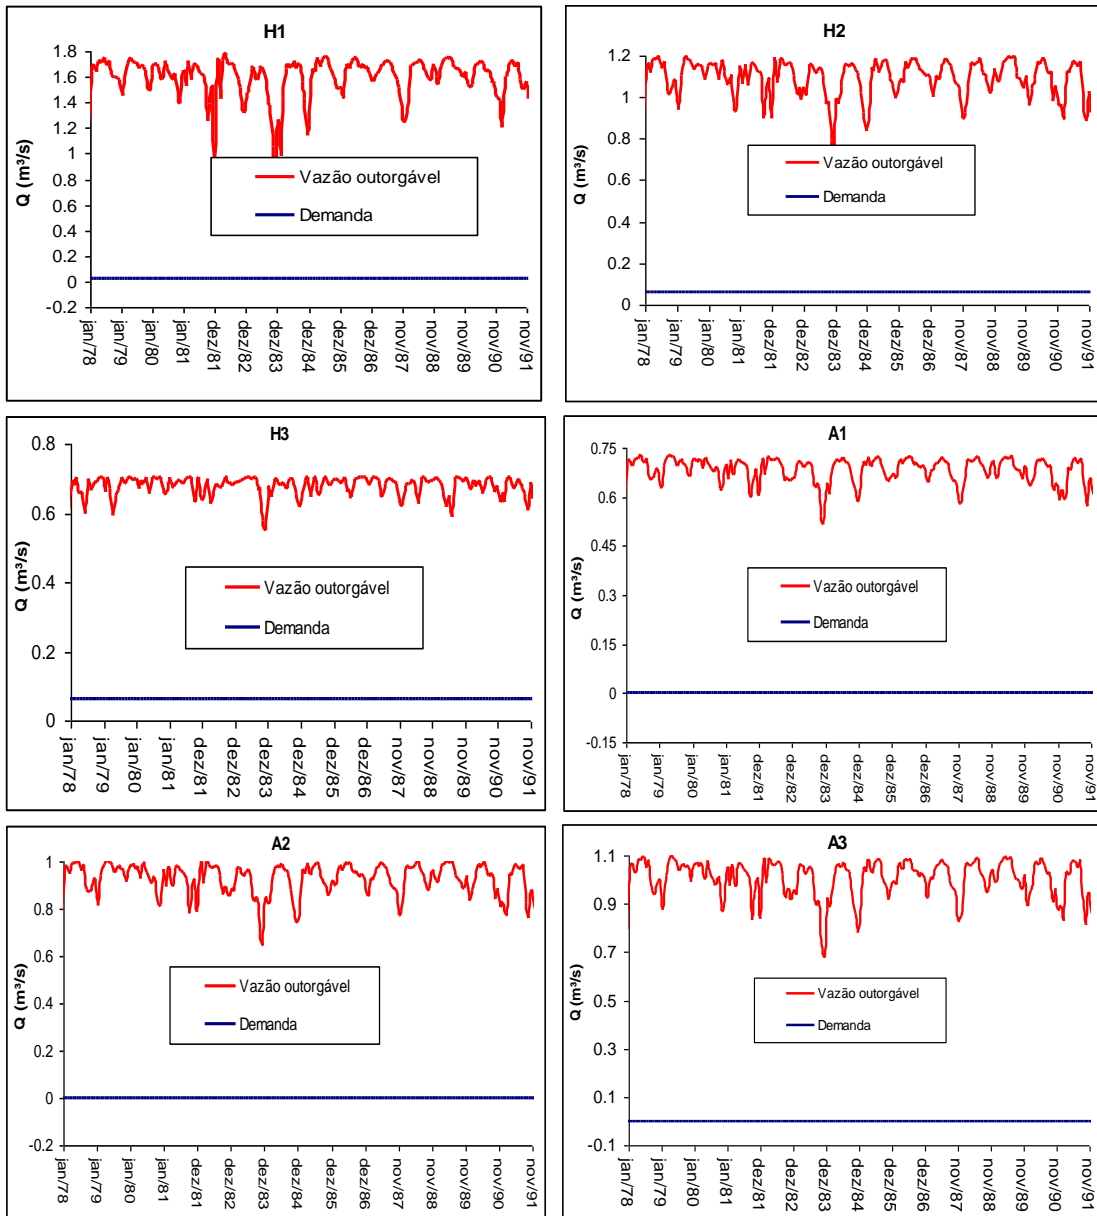 H1
Q (m³/s)
1.8
1.6
1.4
1.2
1
0.8
0.6
0.4
0.2
0
-0.2
Vazão outorgável
Demanda
jan/78
jan/79
jan/80
jan/81
dez/81
dez/82
dez/83
dez/84
dez/85
dez/86
nov/87
nov/88
nov/89
nov/90
nov/91
H2
Q (m³/s)
1.2
1
0.8
0.6
0.4
0.2
0
Vazão outorgável
Demanda
jan/78
jan/79
jan/80
jan/81
dez/81
dez/82
dez/83
dez/84
dez/85
dez/86
nov/87
nov/88
nov/89
nov/90
nov/91
H3
Q (m³/s)
0.8
0.6
0.4
0.2
0
Vazão outorgável
Demanda
jan/78
jan/79
jan/80
jan/81
dez/81
dez/82
dez/83
dez/84
dez/85
dez/86
nov/87
nov/88
nov/89
nov/90
nov/91
A1
Q (m³/s)
0.75
0.6
0.45
0.3
0.15
0
-0.15
Vazão outorgável
Demanda
jan/78
jan/79
jan/80
jan/81
dez/81
dez/82
dez/83
dez/84
dez/85
dez/86
nov/87
nov/88
nov/89
nov/90
nov/91
A2
Q (m³/s)
1
0.8
0.6
0.4
0.2
0
-0.2
Vazão outorgável
Demanda
jan/78
jan/79
jan/80
jan/81
dez/81
dez/82
dez/83
dez/84
dez/85
dez/86
nov/87
nov/88
nov/89
nov/90
nov/91
A3
Q (m³/s)
1.1
0.9
0.7
0.5
0.3
0.1
-0.1
Vazão outorgável
Demanda
jan/78
jan/79
jan/80
jan/81
dez/81
dez/82
dez/83
dez/84
dez/85
dez/86
nov/87
nov/88
nov/89
nov/90
nov/91